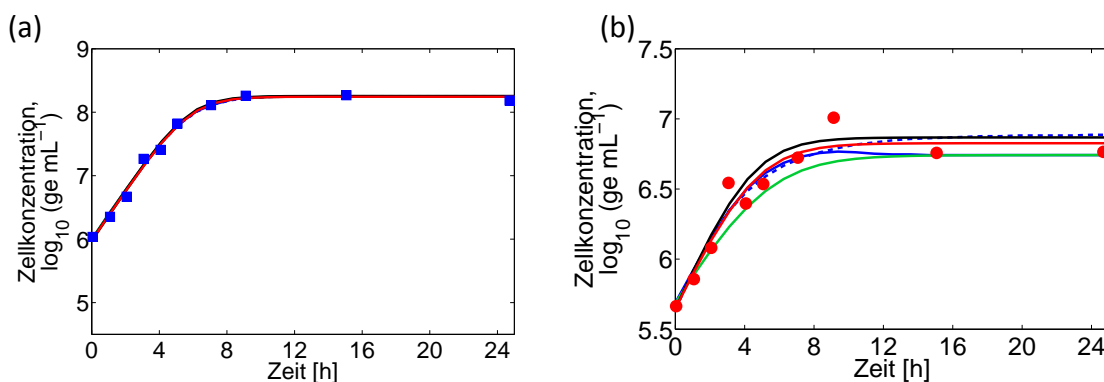 (a)
9
8
7
6
5
0 4 8 12 16 20 24
Zeit [h]
Zellkonzentration,
log10 (ge mL−1)
(b)
7.5
7
6.5
6
5.5
0 4 8 12 16 20 24
Zeit [h]
Zellkonzentration,
log10 (ge mL−1)